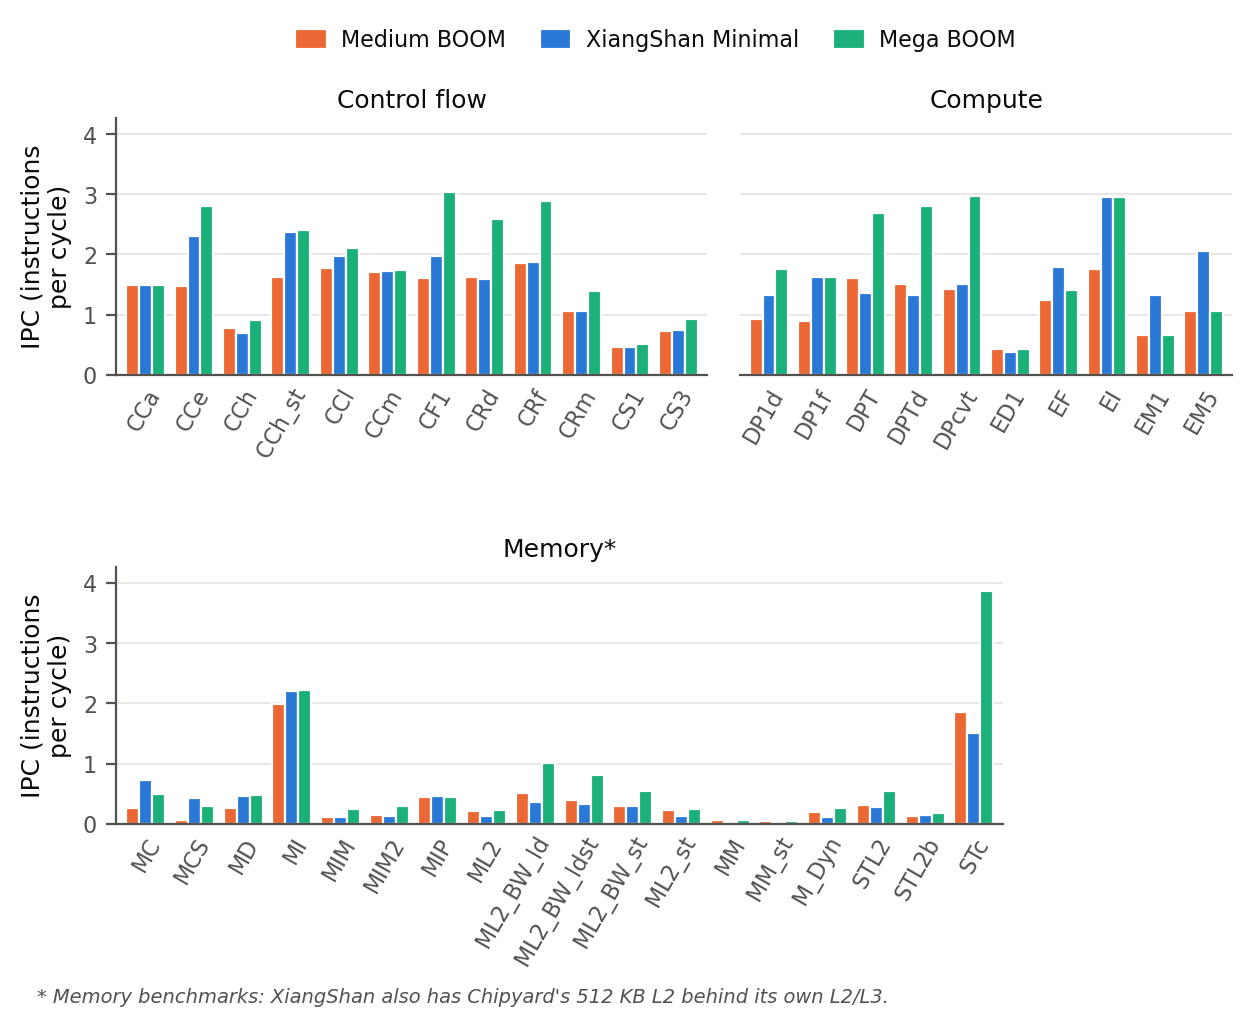 Medium BOOM XiangShan Minimal Mega BOOM
Control flow
Compute
IPC (instructions
per cycle)
4
3
2
1
0
CCa CCe CCh CCh_st CCl CCm CF1 CRd CRf CRm CS1 CS3
DP1d DP1f DPT DPTd DPcvt ED1 EF EI EM1 EM5
Memory*
IPC (instructions
per cycle)
4
3
2
1
0
MC MCS MD MI MIM MIM2 MIP ML2 ML2_BW_ld ML2_BW_ldst ML2_BW_st ML2_st MM MM_st M_Dyn STL2 STL2b STc
* Memory benchmarks: XiangShan also has Chipyard's 512 KB L2 behind its own L2/L3.